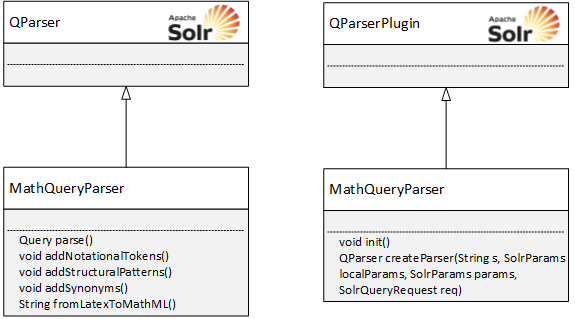 QParser
Apache
Solr
MathQueryParser
Query parse()
void addNotationalTokens()
void addStructuralPatterns()
void addSynonyms()
String fromLatexToMathML()
QParserPlugin
Apache
Solr
MathQueryParser
void init()
QParser createParser(String s, SolrParams
localParams, SolrParams params,
SolrQueryRequest req)